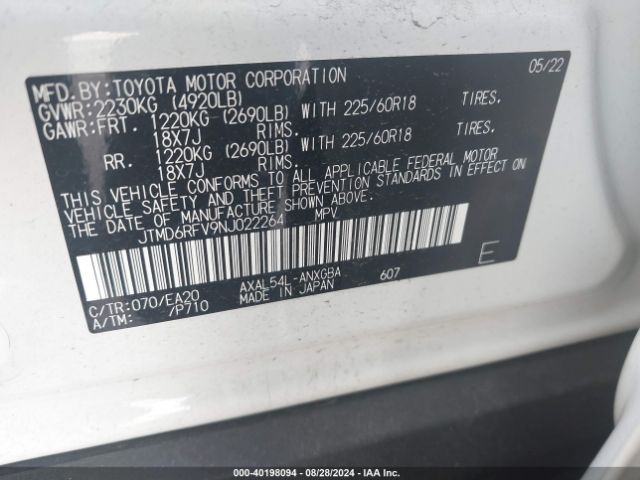 MFD. BY: TOYOTA MOTOR CORPORATION 05/22
GVWR: 2230KG (4920LB)
GAWR: FRT. 1220KG (2690LB) WITH 225/60R18 TIRES.
18X7J RIMS.
RR. 1220KG (2690LB) WITH 225/60R18 TIRES.
18X7J RIMS.
THIS VEHICLE CONFORMS TO ALL APPLICABLE FEDERAL MOTOR
VEHICLE SAFETY AND THEFT PREVENTION STANDARDS IN EFFECT ON
THE DATE OF MANUFACTURE SHOWN ABOVE.
JTMD6RFV9NJ022264 MPV
E
C/TR: 070/EA20 AXAL54L-ANXGBA 607
A/TM: /P710 MADE IN JAPAN
000-40198094 - 08/28/2024 - IAA Inc.